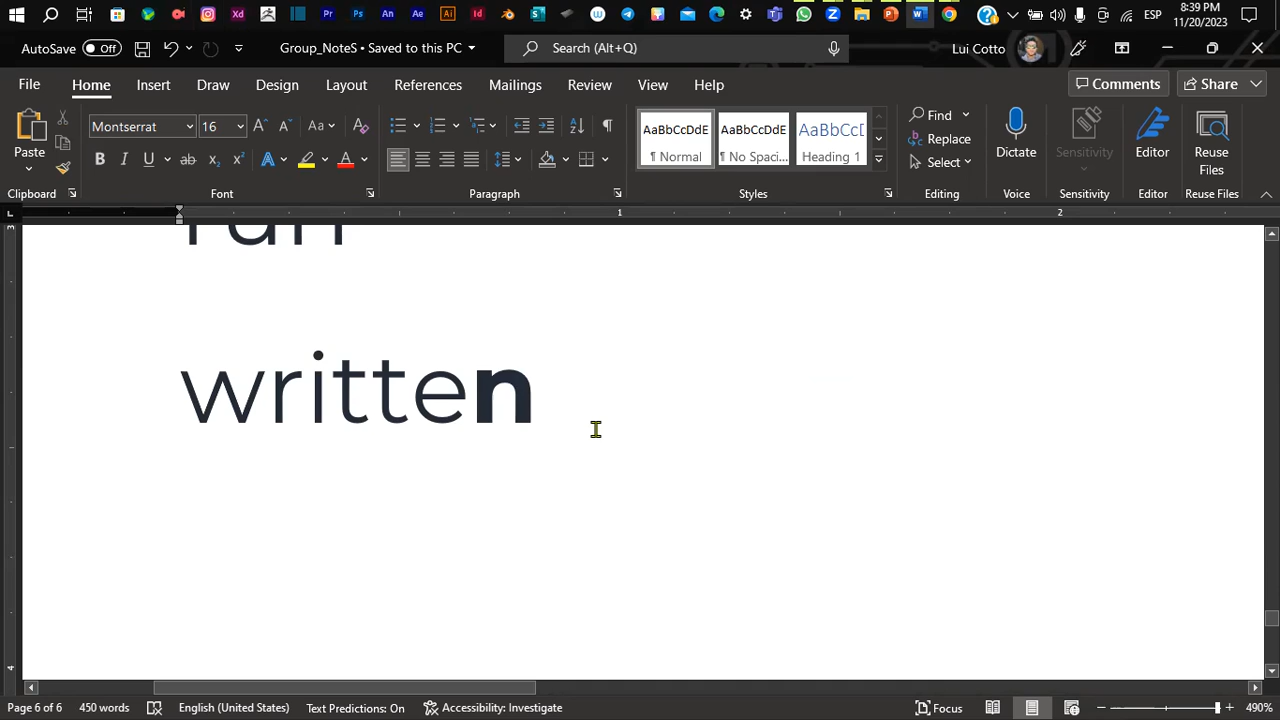 ESP 8:39 PM 11/20/2023
AutoSave Off Group_NoteS • Saved to this PC Search (Alt+Q) Lui Cotto
File Home Insert Draw Design Layout References Mailings Review View Help Comments Share
Paste Montserrat 16 AaBbCcDdE ¶ Normal AaBbCcDdE ¶ No Spaci... AaBbCcD Heading 1 Find Replace Select Dictate Sensitivity Editor Reuse Files
Clipboard Font Paragraph Styles Editing Voice Sensitivity Editor Reuse Files
1 2
run
written
Page 6 of 6 450 words English (United States) Text Predictions: On Accessibility: Investigate Focus 490%